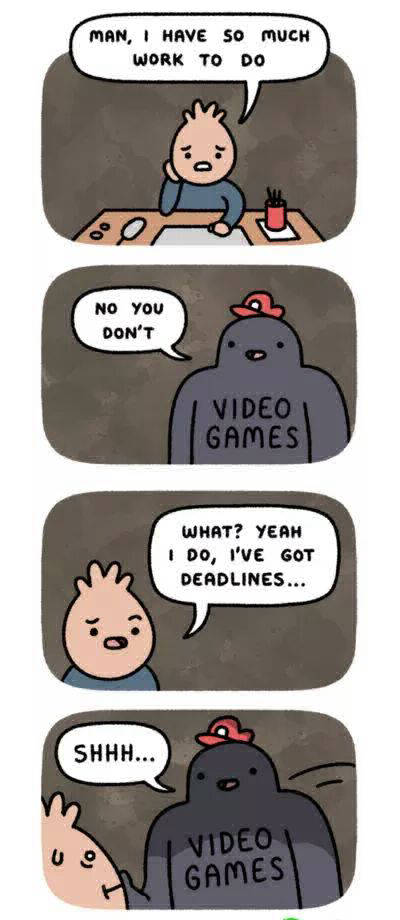 MAN, I HAVE SO MUCH
WORK TO DO
NO YOU
DON'T
VIDEO
GAMES
WHAT? YEAH
I DO, I'VE GOT
DEADLINES...
SHHH...
VIDEO
GAMES